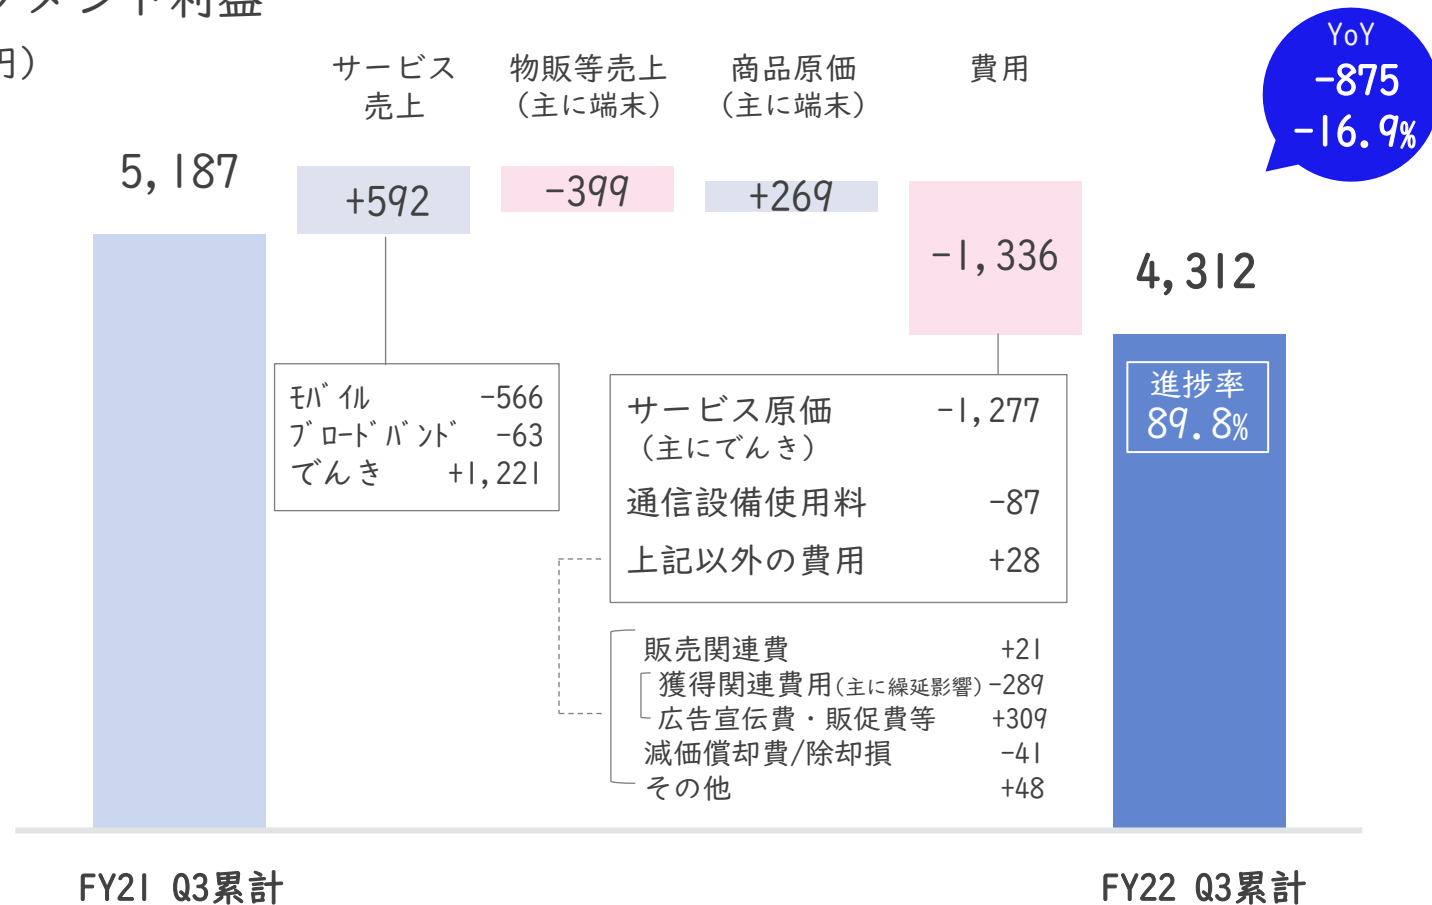 メント利益
円）
サービス
売上
物販等売上
（主に端末）
商品原価
（主に端末）
費用
YoY
-875
-16.9%
5,187
+592
-399
+269
-1,336
4,312
ﾓﾊﾞｲﾙ -566
ﾌﾞﾛｰﾄﾞﾊﾞﾝﾄﾞ -63
でんき +1,221
サービス原価 -1,277
（主にでんき）
通信設備使用料 -87
上記以外の費用 +28
進捗率
89.8%
販売関連費 +21
獲得関連費用(主に繰延影響) -289
広告宣伝費・販促費等 +309
減価償却費/除却損 -41
その他 +48
FY21 Q3累計
FY22 Q3累計